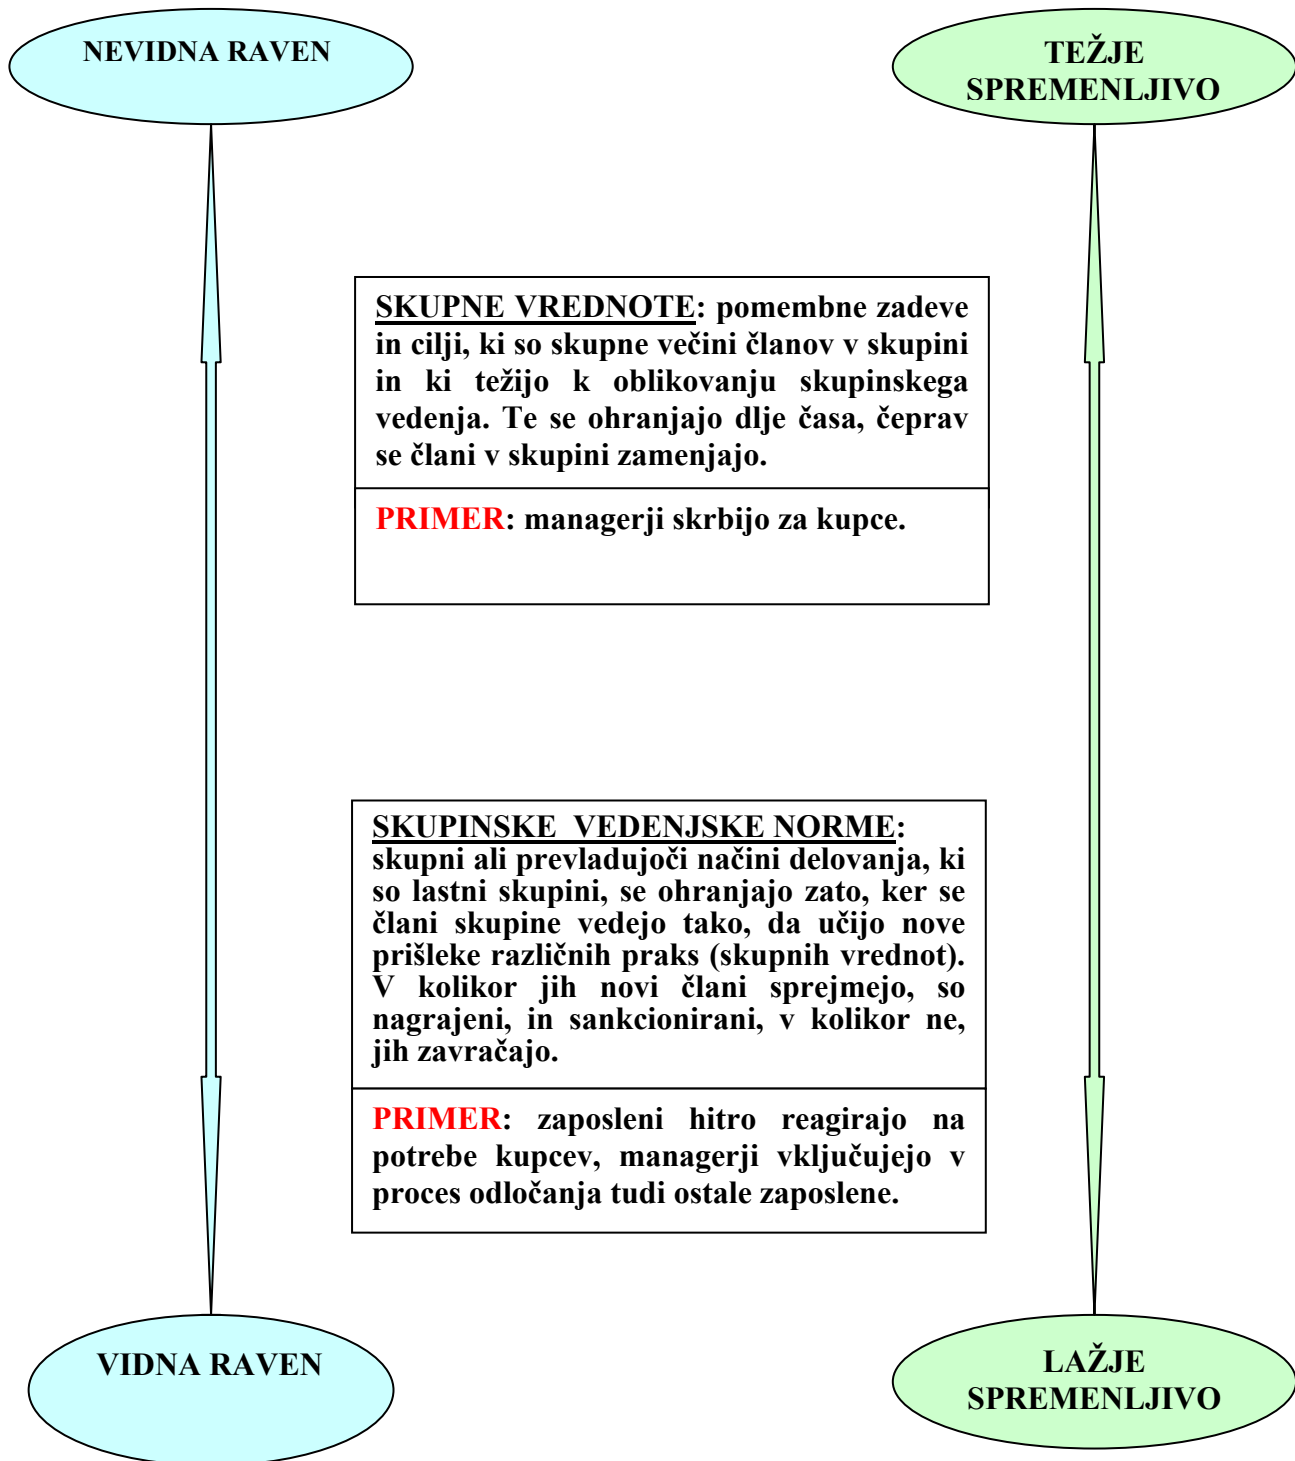 NEVIDNA RAVEN
TEŽJE
SPREMENLJIVO
SKUPNE VREDNOTE: pomembne zadeve
in cilji, ki so skupne večini članov v skupini
in ki težijo k oblikovanju skupinskega
vedenja. Te se ohranjajo dlje časa, čeprav
se člani v skupini zamenjajo.
PRIMER: managerji skrbijo za kupce.
SKUPINSKE VEDENJSKE NORME:
skupni ali prevladujoči načini delovanja, ki
so lastni skupini, se ohranjajo zato, ker se
člani skupine vedejo tako, da učijo nove
prišleke različnih praks (skupnih vrednot).
V kolikor jih novi člani sprejmejo, so
nagrajeni, in sankcionirani, v kolikor ne,
jih zavračajo.
PRIMER: zaposleni hitro reagirajo na
potrebe kupcev, managerji vključujejo v
proces odločanja tudi ostale zaposlene.
VIDNA RAVEN
LAŽJE
SPREMENLJIVO